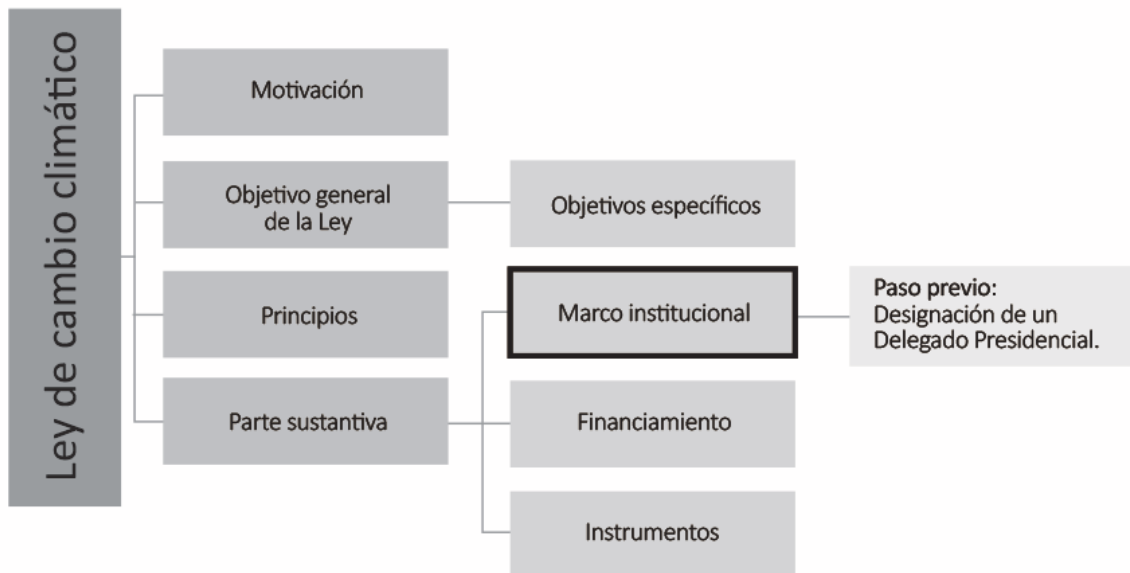 Ley de cambio climático
Motivación
Objetivo general
de la Ley
Objetivos específicos
Principios
Marco institucional
Paso previo:
Designación de un
Delegado Presidencial.
Parte sustantiva
Financiamiento
Instrumentos